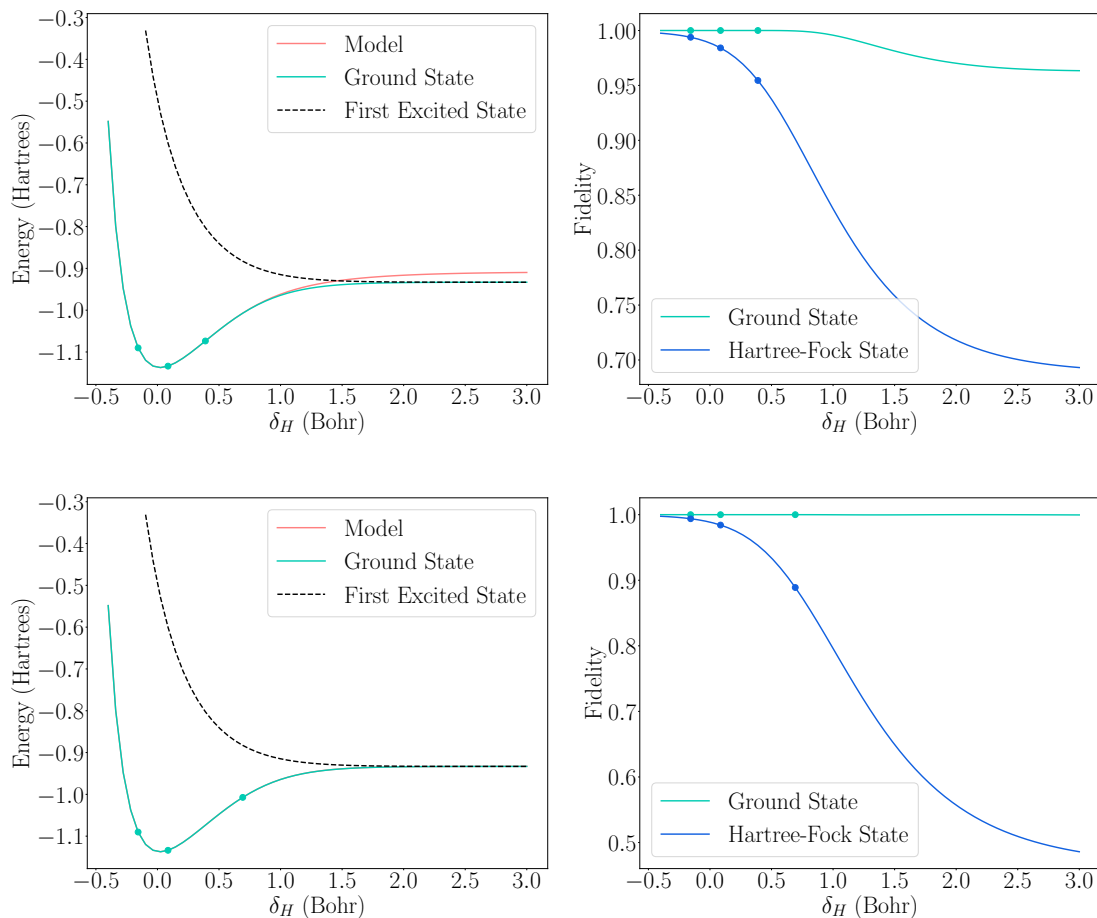 Energy (Hartrees)
−0.3
−0.4
−0.5
−0.6
−0.7
−0.8
−0.9
−1.0
−1.1
Model
Ground State
First Excited State
−0.5 0.0 0.5 1.0 1.5 2.0 2.5 3.0
δ_H (Bohr)
Fidelity
1.00
0.95
0.90
0.85
0.80
0.75
0.70
Ground State
Hartree-Fock State
−0.5 0.0 0.5 1.0 1.5 2.0 2.5 3.0
δ_H (Bohr)
Energy (Hartrees)
−0.3
−0.4
−0.5
−0.6
−0.7
−0.8
−0.9
−1.0
−1.1
Model
Ground State
First Excited State
−0.5 0.0 0.5 1.0 1.5 2.0 2.5 3.0
δ_H (Bohr)
Fidelity
1.0
0.9
0.8
0.7
0.6
0.5
Ground State
Hartree-Fock State
−0.5 0.0 0.5 1.0 1.5 2.0 2.5 3.0
δ_H (Bohr)